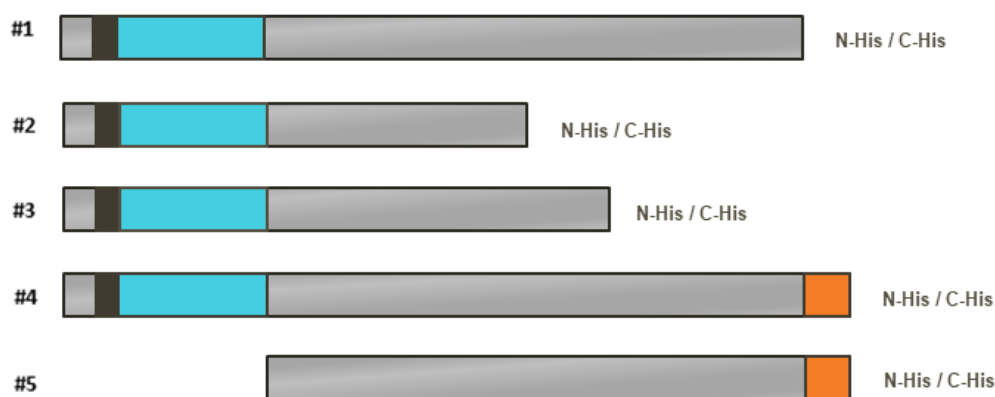 #1 N-His / C-His
#2 N-His / C-His
#3 N-His / C-His
#4 N-His / C-His
#5 N-His / C-His